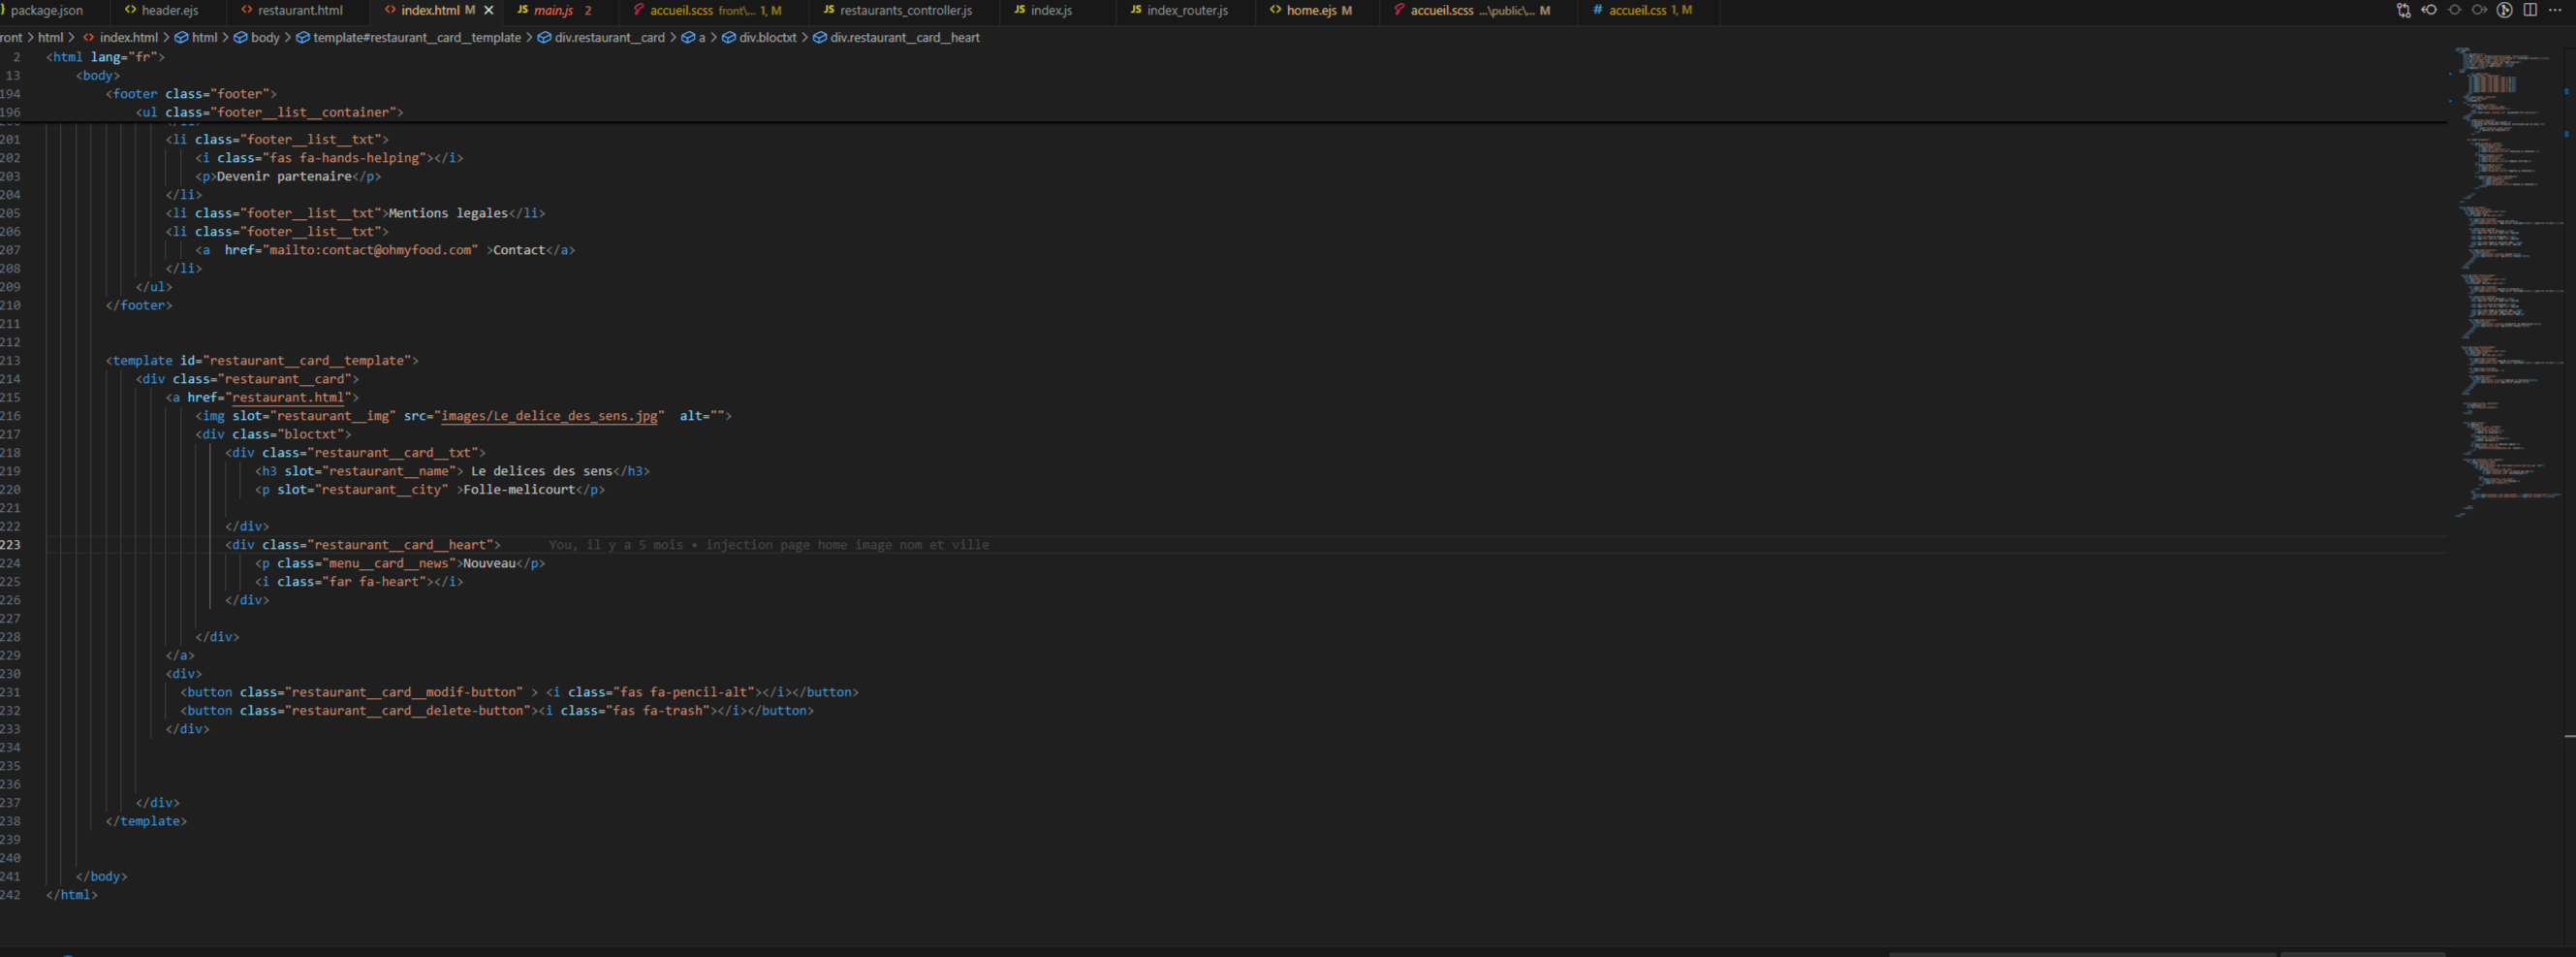 package.json header.ejs restaurant.html index.html M main.js 2 accueil.scss front\... 1, M restaurants_controller.js index.js index_router.js home.ejs M accueil.scss ...\public\... M accueil.css 1, M
ront > html > index.html > html > body > template#restaurant__card__template > div.restaurant__card > a > div.bloctxt > div.restaurant__card__heart
2 <html lang="fr">
13 <body>
194 <footer class="footer">
196 <ul class="footer__list__container">
201 <li class="footer__list__txt">
202 <i class="fas fa-hands-helping"></i>
203 <p>Devenir partenaire</p>
204 </li>
205 <li class="footer__list__txt">Mentions legales</li>
206 <li class="footer__list__txt">
207 <a  href="mailto:contact@ohmyfood.com" >Contact</a>
208 </li>
209 </ul>
210 </footer>
211
212
213 <template id="restaurant__card__template">
214 <div class="restaurant__card">
215 <a href="restaurant.html">
216 <img slot="restaurant__img" src="images/Le_delice_des_sens.jpg"  alt="">
217 <div class="bloctxt">
218 <div class="restaurant__card__txt">
219 <h3 slot="restaurant__name"> Le delices des sens</h3>
220 <p slot="restaurant__city" >Folle-melicourt</p>
221
222 </div>
223 <div class="restaurant__card__heart"> You, il y a 5 mois • injection page home image nom et ville
224 <p class="menu__card__news">Nouveau</p>
225 <i class="far fa-heart"></i>
226 </div>
227
228 </div>
229 </a>
230 <div>
231 <button class="restaurant__card__modif-button" > <i class="fas fa-pencil-alt"></i></button>
232 <button class="restaurant__card__delete-button"><i class="fas fa-trash"></i></button>
233 </div>
234
235
236
237 </div>
238 </template>
239
240
241 </body>
242 </html>